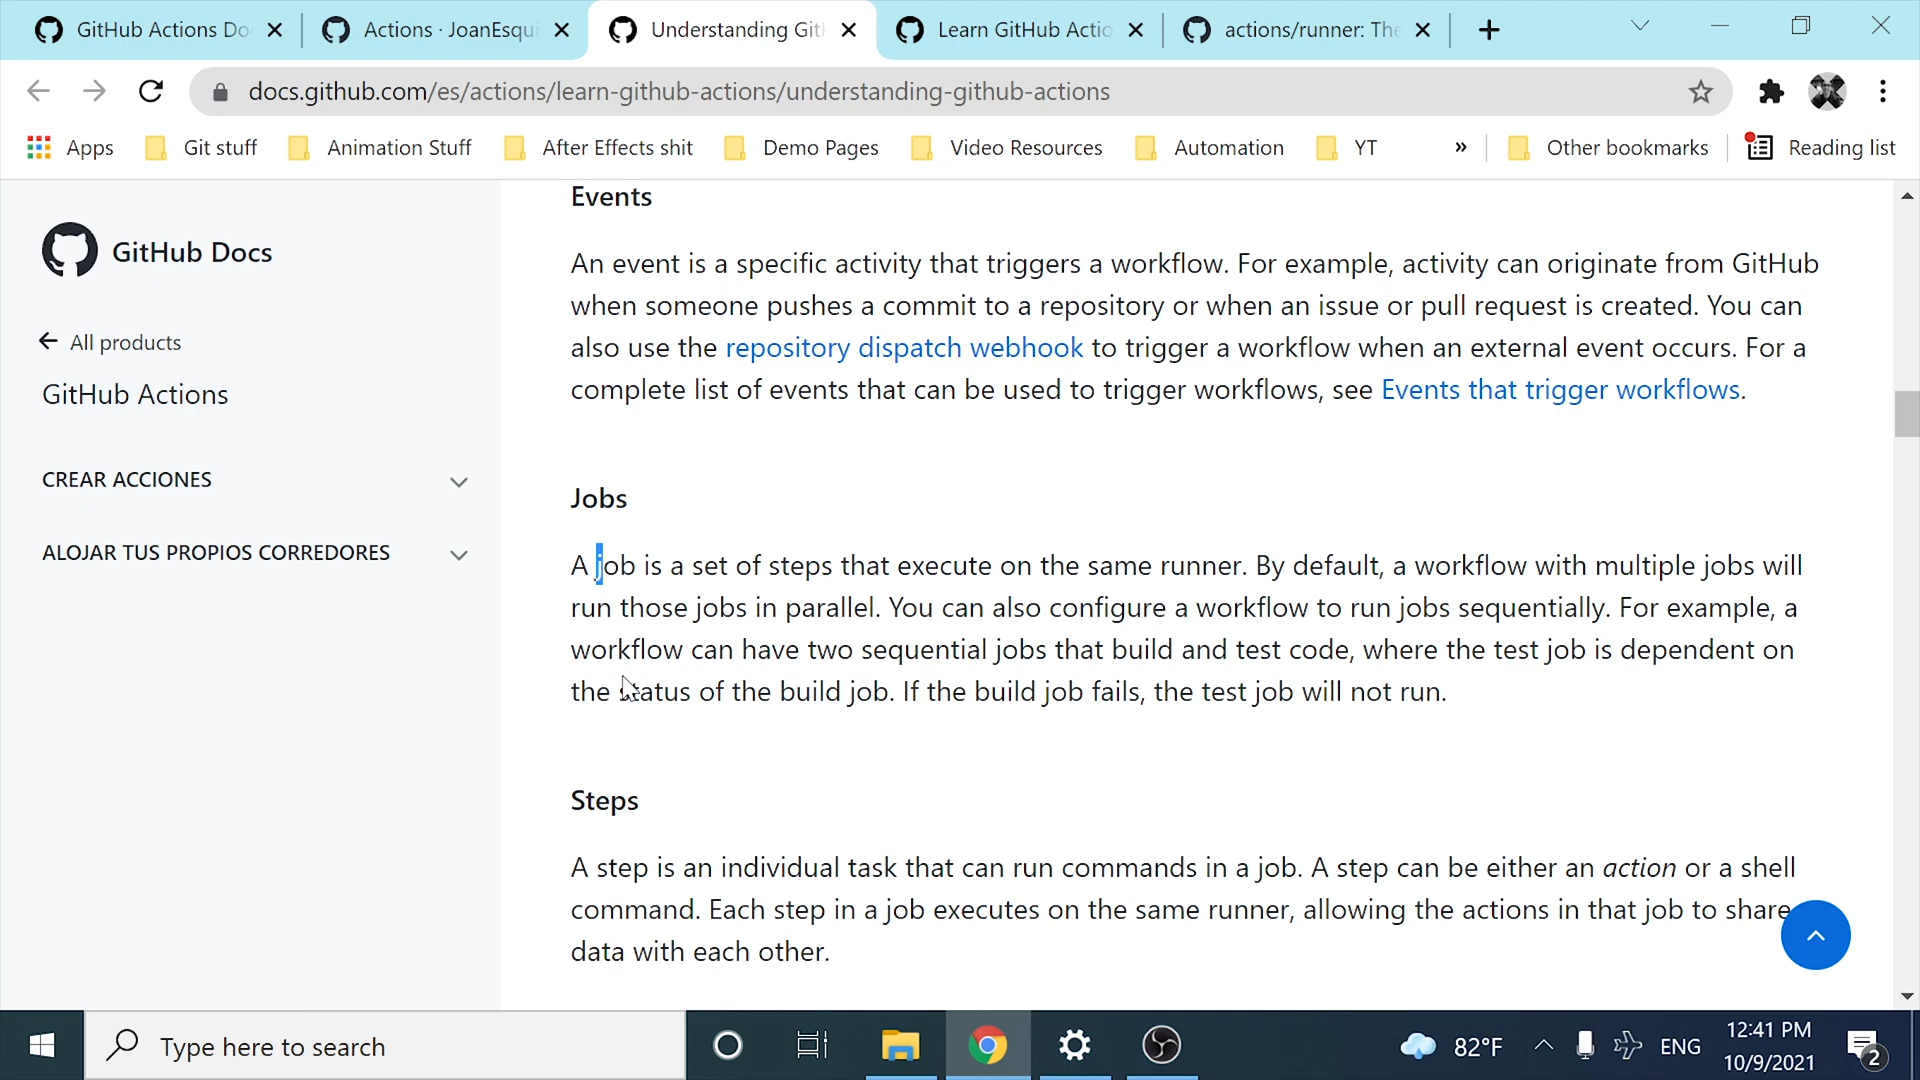 GitHub Actions Do
Actions · JoanEsqui
Understanding Git
Learn GitHub Actio
actions/runner: The
docs.github.com/es/actions/learn-github-actions/understanding-github-actions
Apps
Git stuff
Animation Stuff
After Effects shit
Demo Pages
Video Resources
Automation
YT
»
Other bookmarks
Reading list
GitHub Docs
All products
GitHub Actions
CREAR ACCIONES
ALOJAR TUS PROPIOS CORREDORES
Events
An event is a specific activity that triggers a workflow. For example, activity can originate from GitHub
when someone pushes a commit to a repository or when an issue or pull request is created. You can
also use the repository dispatch webhook to trigger a workflow when an external event occurs. For a
complete list of events that can be used to trigger workflows, see Events that trigger workflows.
Jobs
A job is a set of steps that execute on the same runner. By default, a workflow with multiple jobs will
run those jobs in parallel. You can also configure a workflow to run jobs sequentially. For example, a
workflow can have two sequential jobs that build and test code, where the test job is dependent on
the status of the build job. If the build job fails, the test job will not run.
Steps
A step is an individual task that can run commands in a job. A step can be either an action or a shell
command. Each step in a job executes on the same runner, allowing the actions in that job to share
data with each other.
Type here to search
82°F
ENG
12:41 PM
10/9/2021
2